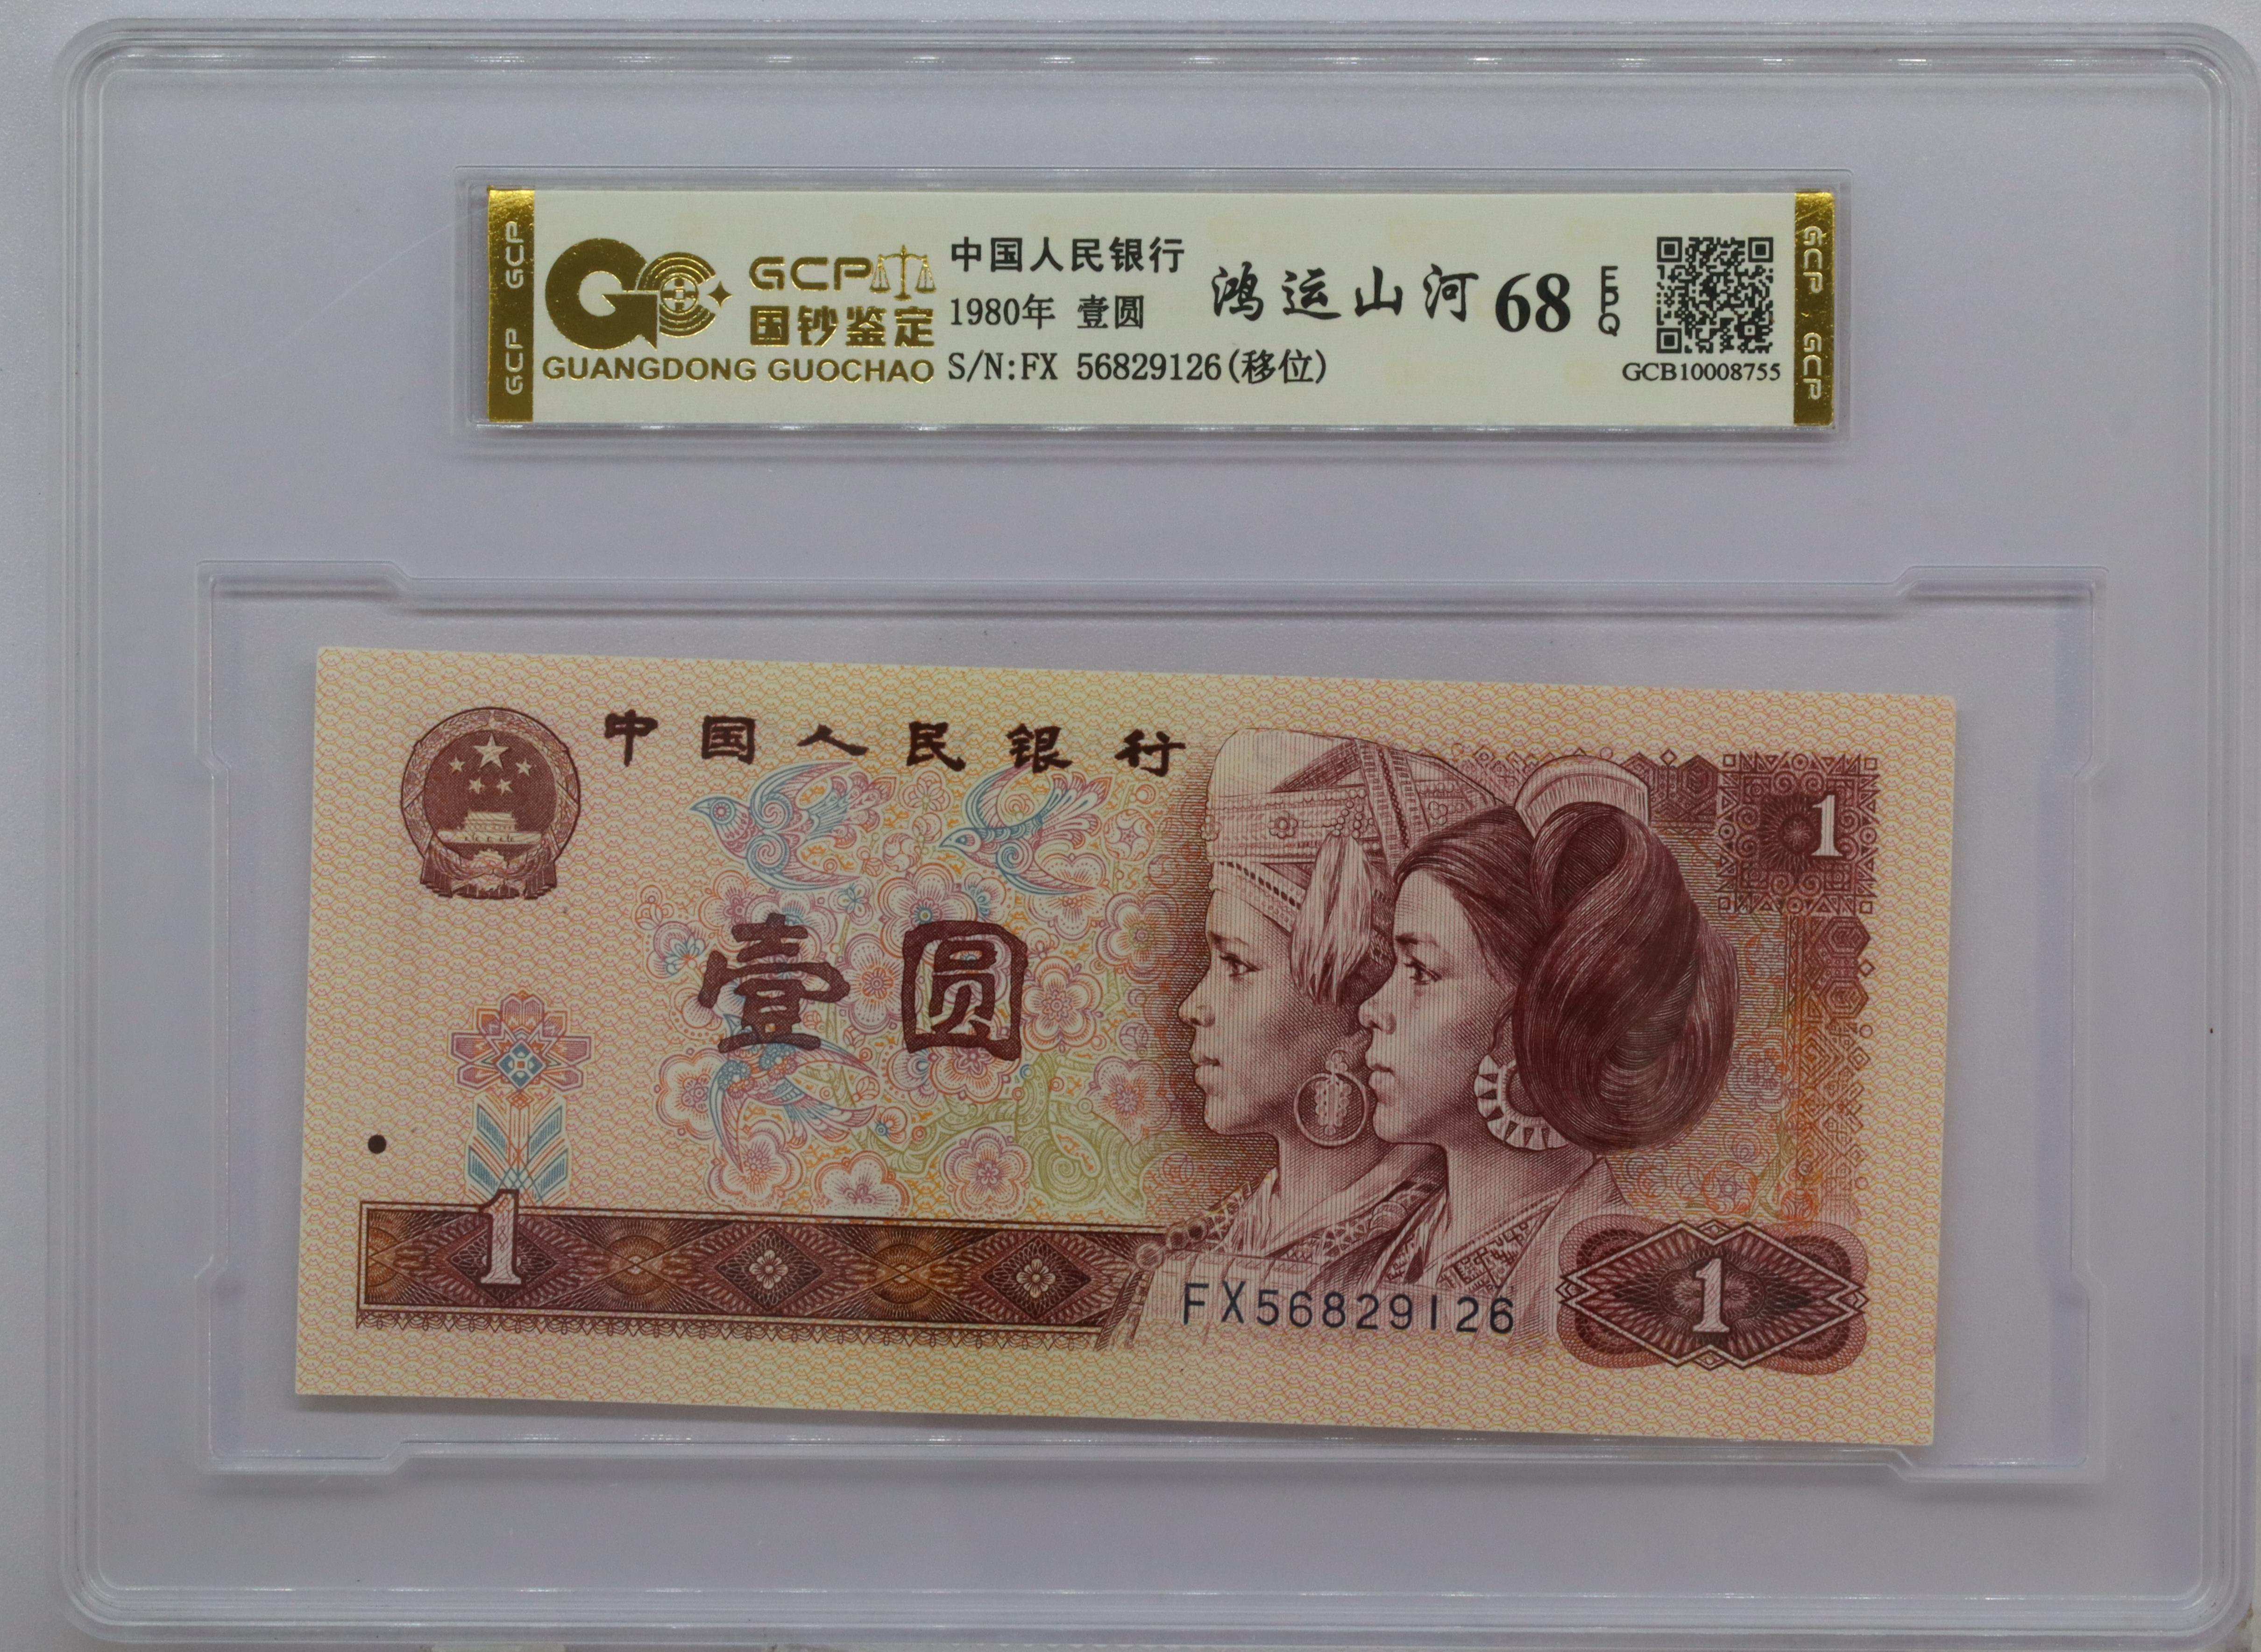 GCP GCP
GCP
国钞鉴定
GUANGDONG GUOCHAO
中国人民银行
1980年 壹圆
S/N:FX 56829126(移位)
鸿运山河 68 EPQ
GCB10008755
GCP GCP
中国人民银行
1
壹圆
1
FX56829126
1